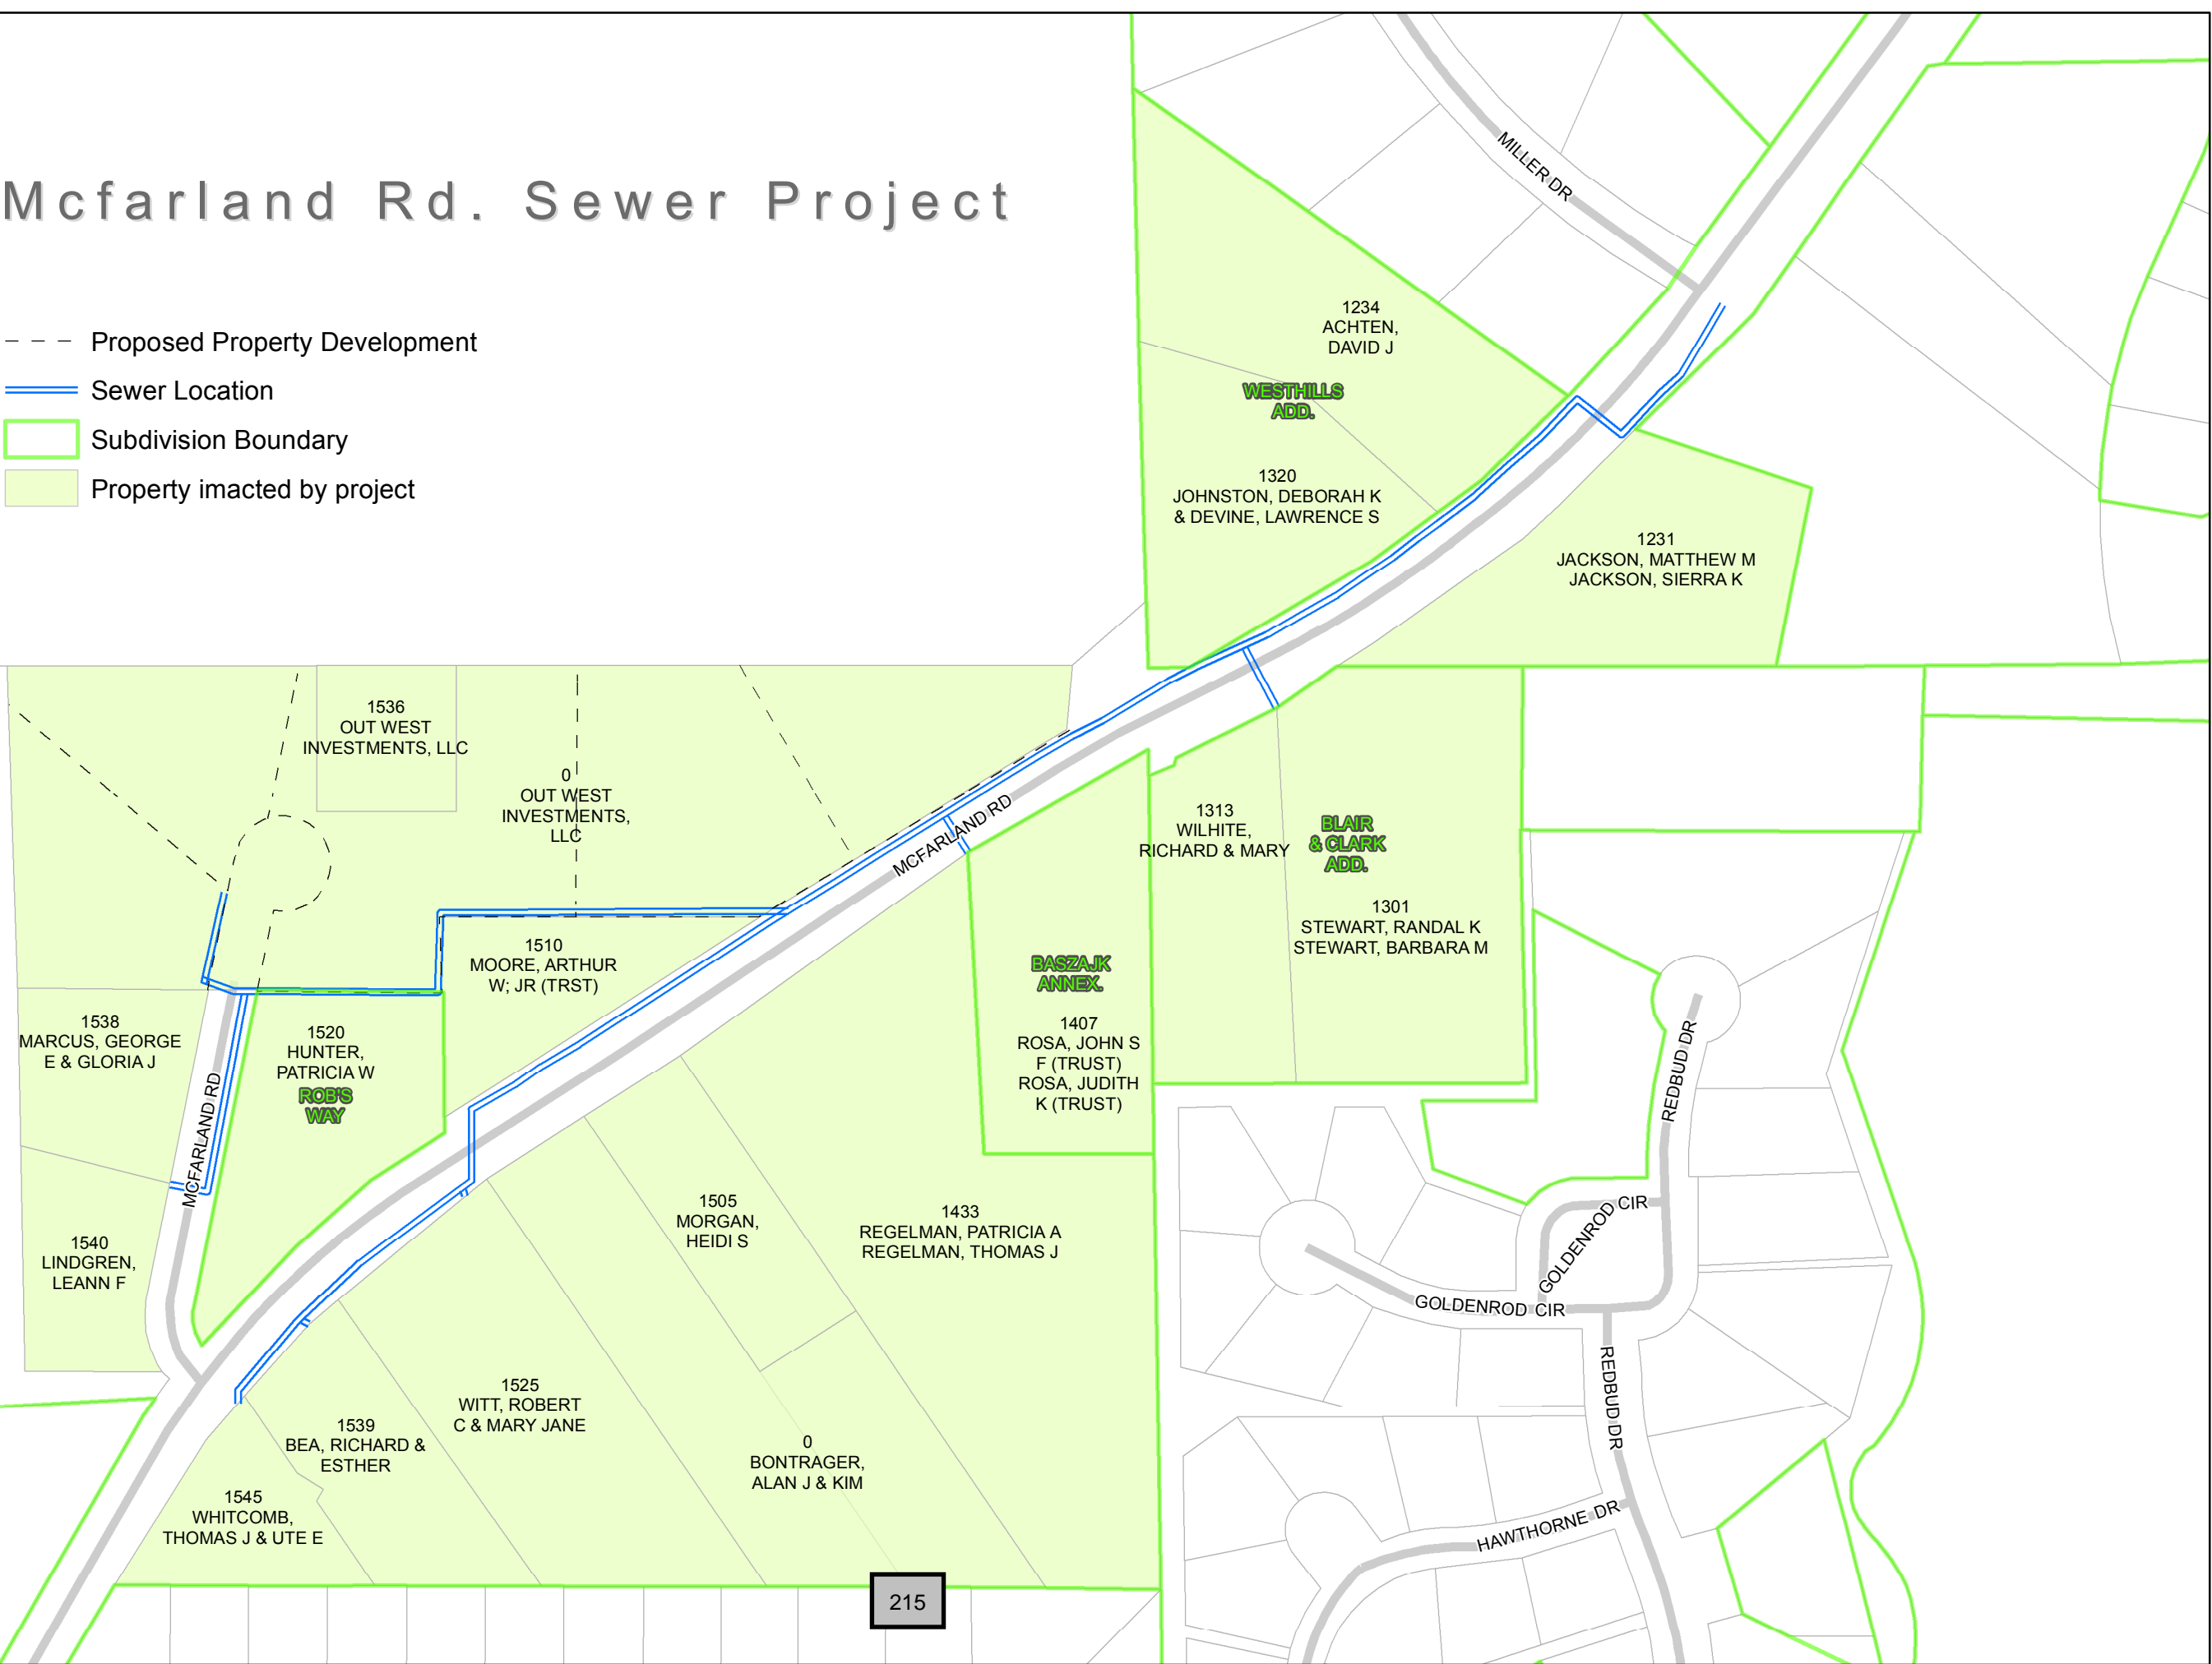 Mcfarland Rd. Sewer Project
Proposed Property Development
Sewer Location
Subdivision Boundary
Property imacted by project
MILLER DR
1234
ACHTEN,
DAVID J
WESTHILLS
ADD.
1320
JOHNSTON, DEBORAH K
& DEVINE, LAWRENCE S
1231
JACKSON, MATTHEW M
JACKSON, SIERRA K
1536
OUT WEST
INVESTMENTS, LLC
0
OUT WEST
INVESTMENTS,
LLC
MCFARLAND RD
1313
WILHITE,
RICHARD & MARY
BLAIR
& CLARK
ADD.
1301
STEWART, RANDAL K
STEWART, BARBARA M
1510
MOORE, ARTHUR
W; JR (TRST)
BASZAJK
ANNEX.
1407
ROSA, JOHN S
F (TRUST)
ROSA, JUDITH
K (TRUST)
1538
MARCUS, GEORGE
E & GLORIA J
1520
HUNTER,
PATRICIA W
ROB'S
WAY
MCFARLAND RD
REDBUD DR
1540
LINDGREN,
LEANN F
1505
MORGAN,
HEIDI S
1433
REGELMAN, PATRICIA A
REGELMAN, THOMAS J
GOLDENROD CIR
GOLDENROD CIR
REDBUD DR
1525
WITT, ROBERT
C & MARY JANE
1539
BEA, RICHARD &
ESTHER
0
BONTRAGER,
ALAN J & KIM
1545
WHITCOMB,
THOMAS J & UTE E
HAWTHORNE DR
215